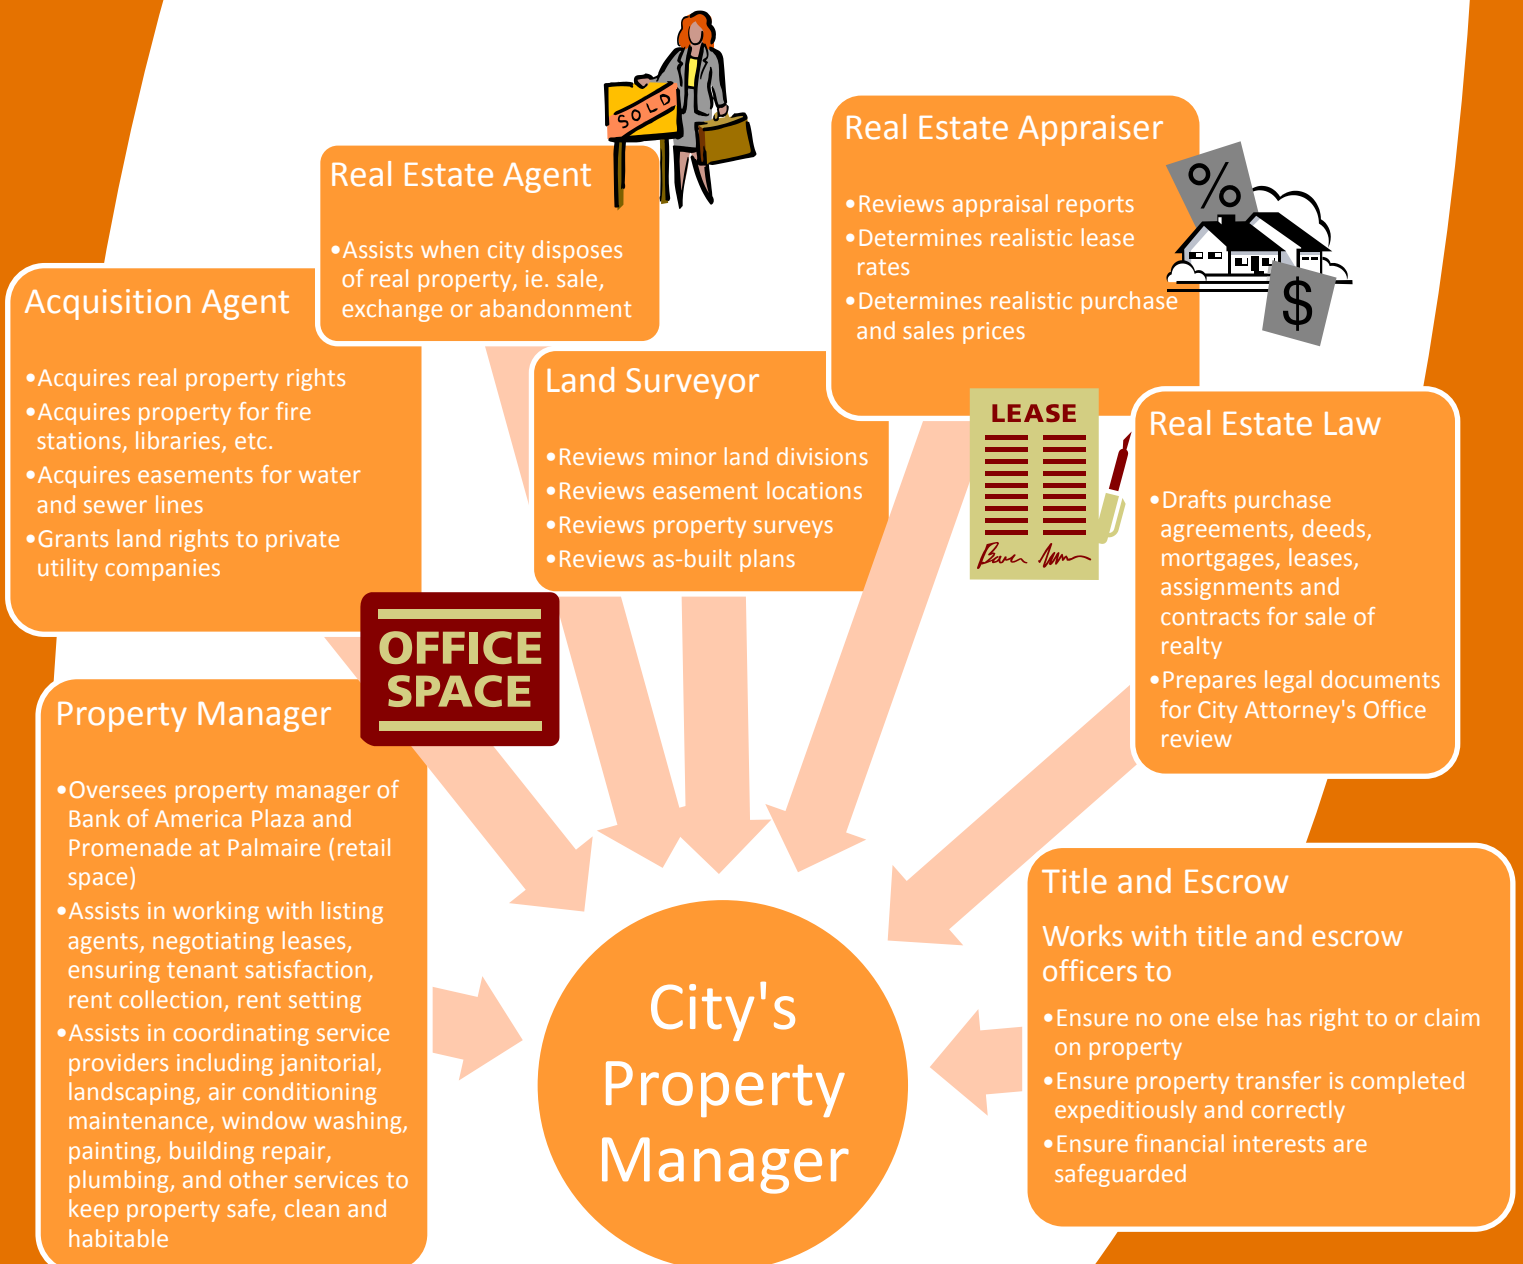 SOLD
Real Estate Agent
•Assists when city disposes
of real property, ie. sale,
exchange or abandonment
Real Estate Appraiser
•Reviews appraisal reports
•Determines realistic lease
rates
•Determines realistic purchase
and sales prices
%
$
Acquisition Agent
•Acquires real property rights
•Acquires property for fire
stations, libraries, etc.
•Acquires easements for water
and sewer lines
•Grants land rights to private
utility companies
Land Surveyor
•Reviews minor land divisions
•Reviews easement locations
•Reviews property surveys
•Reviews as-built plans
LEASE
Real Estate Law
•Drafts purchase
agreements, deeds,
mortgages, leases,
assignments and
contracts for sale of
realty
•Prepares legal documents
for City Attorney's Office
review
OFFICE
SPACE
Property Manager
•Oversees property manager of
Bank of America Plaza and
Promenade at Palmaire (retail
space)
•Assists in working with listing
agents, negotiating leases,
ensuring tenant satisfaction,
rent collection, rent setting
•Assists in coordinating service
providers including janitorial,
landscaping, air conditioning
maintenance, window washing,
painting, building repair,
plumbing, and other services to
keep property safe, clean and
habitable
City's
Property
Manager
Title and Escrow
Works with title and escrow
officers to
•Ensure no one else has right to or claim
on property
•Ensure property transfer is completed
expeditiously and correctly
•Ensure financial interests are
safeguarded